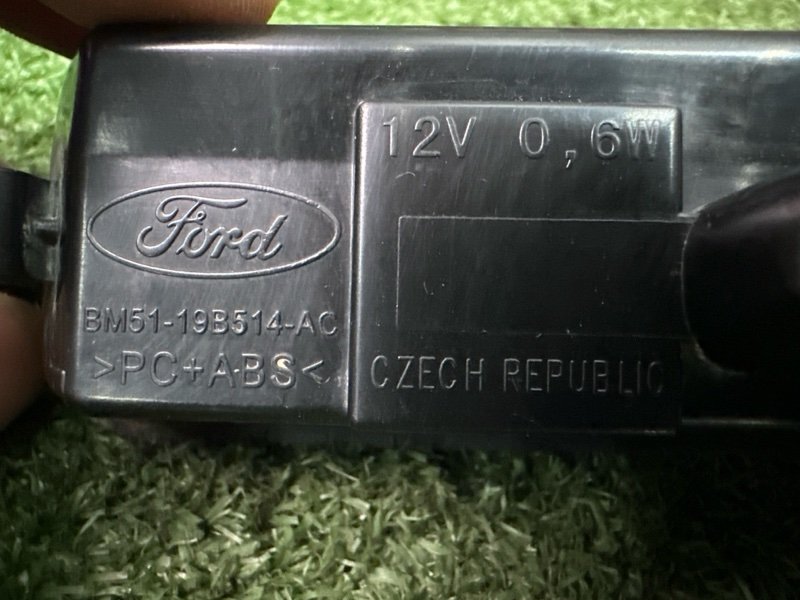 12V 0,6W
Ford
BM51-19B514-AC
>PC+ABS<
CZECH REPUBLIC